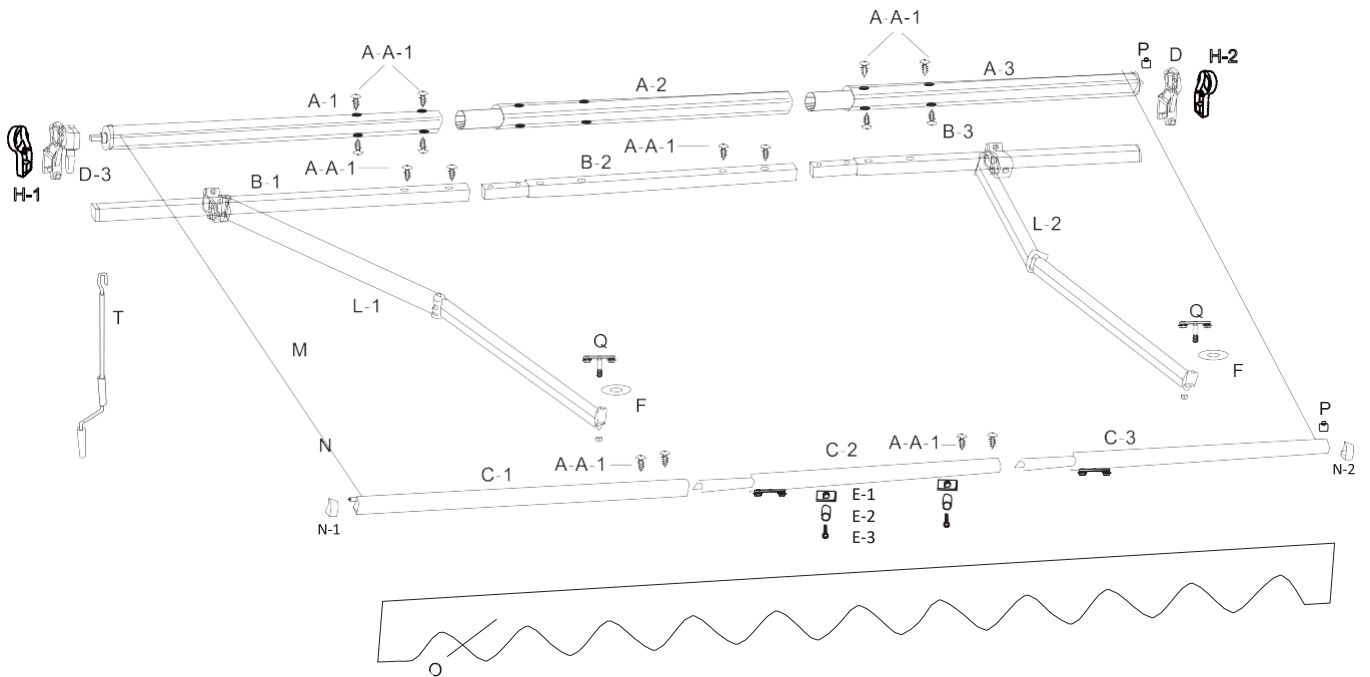 A-A-1
A-A-1
P
D
H-2
A-3
A-2
A-1
B-3
A-A-1
B-2
A-A-1
D-3
H-1
B-1
L-2
L-1
T
Q
F
M
Q
F
P
N
A-A-1
C-3
C-2
A-A-1
C-1
N-2
E-1
E-2
E-3
N-1
O